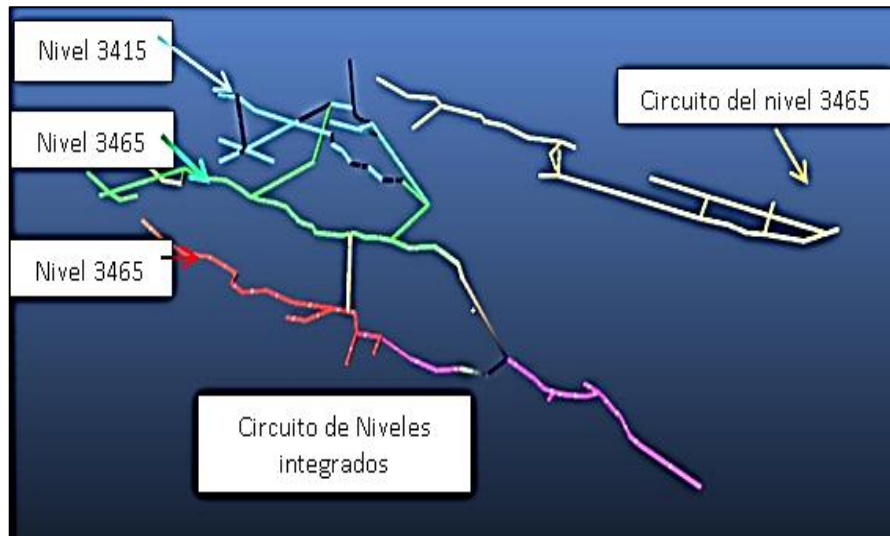 Nivel 3415
Circuito del nivel 3465
Nivel 3465
Nivel 3465
Circuito de Niveles
integrados